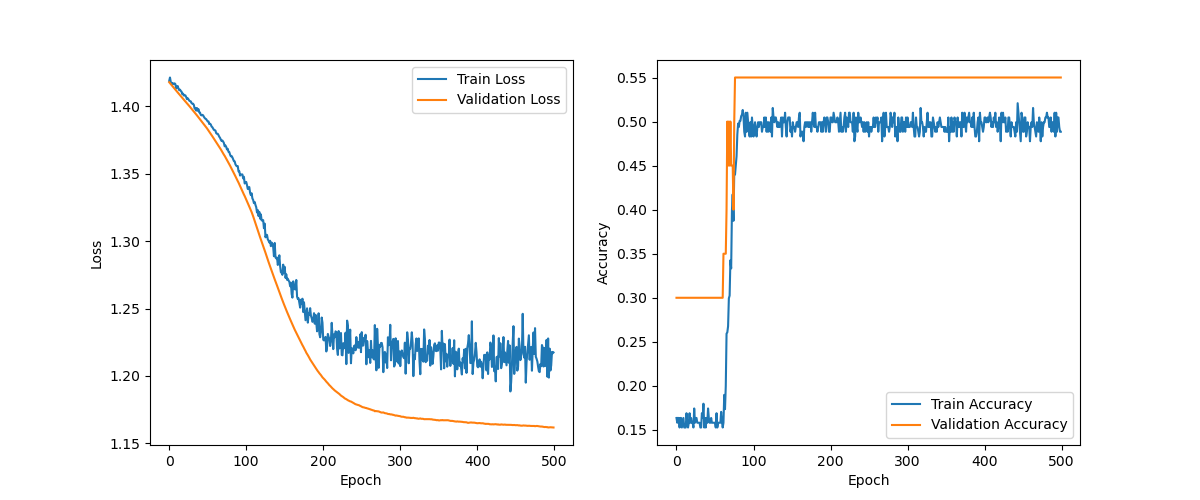 Train Loss
Validation Loss
1.40
1.35
1.30
1.25
1.20
1.15
Loss
0 100 200 300 400 500
Epoch
0.55
0.50
0.45
0.40
0.35
0.30
0.25
0.20
0.15
Accuracy
Train Accuracy
Validation Accuracy
0 100 200 300 400 500
Epoch